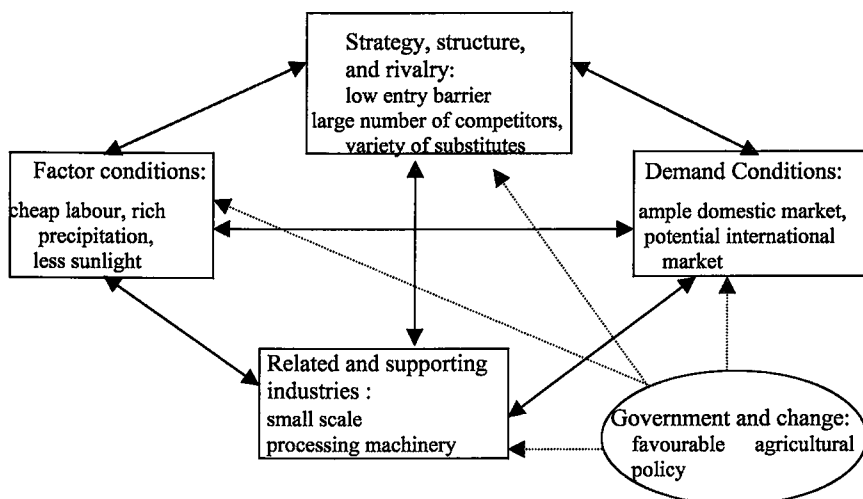 Strategy, structure,
and rivalry:
low entry barrier
large number of competitors,
variety of substitutes
Factor conditions:
cheap labour, rich
precipitation,
less sunlight
Demand Conditions:
ample domestic market,
potential international
market
Related and supporting
industries :
small scale
processing machinery
Government and change:
favourable agricultural
policy